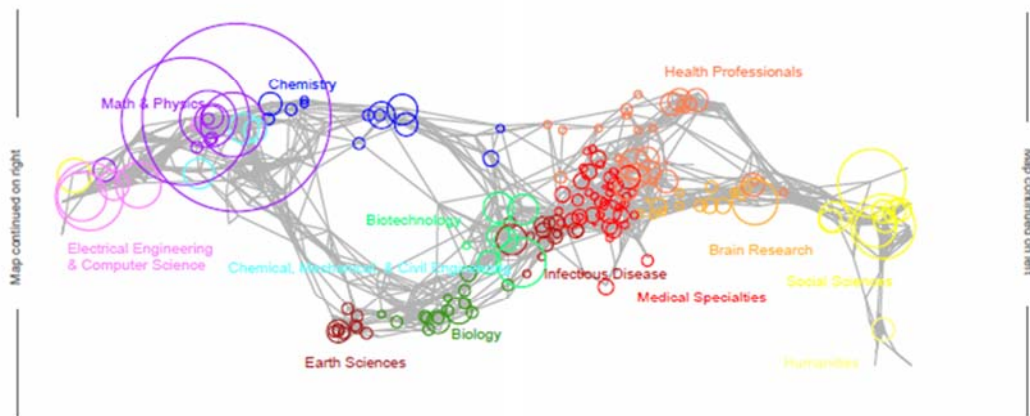 Map continued on right
Health Professionals
Chemistry
Math & Physics
Biotechnology
Electrical Engineering
& Computer Science
Chemical, Mechanical, & Civil Engineering
Brain Research
Infectious Disease
Social Sciences
Medical Specialties
Biology
Earth Sciences
Humanities
Map continued on left